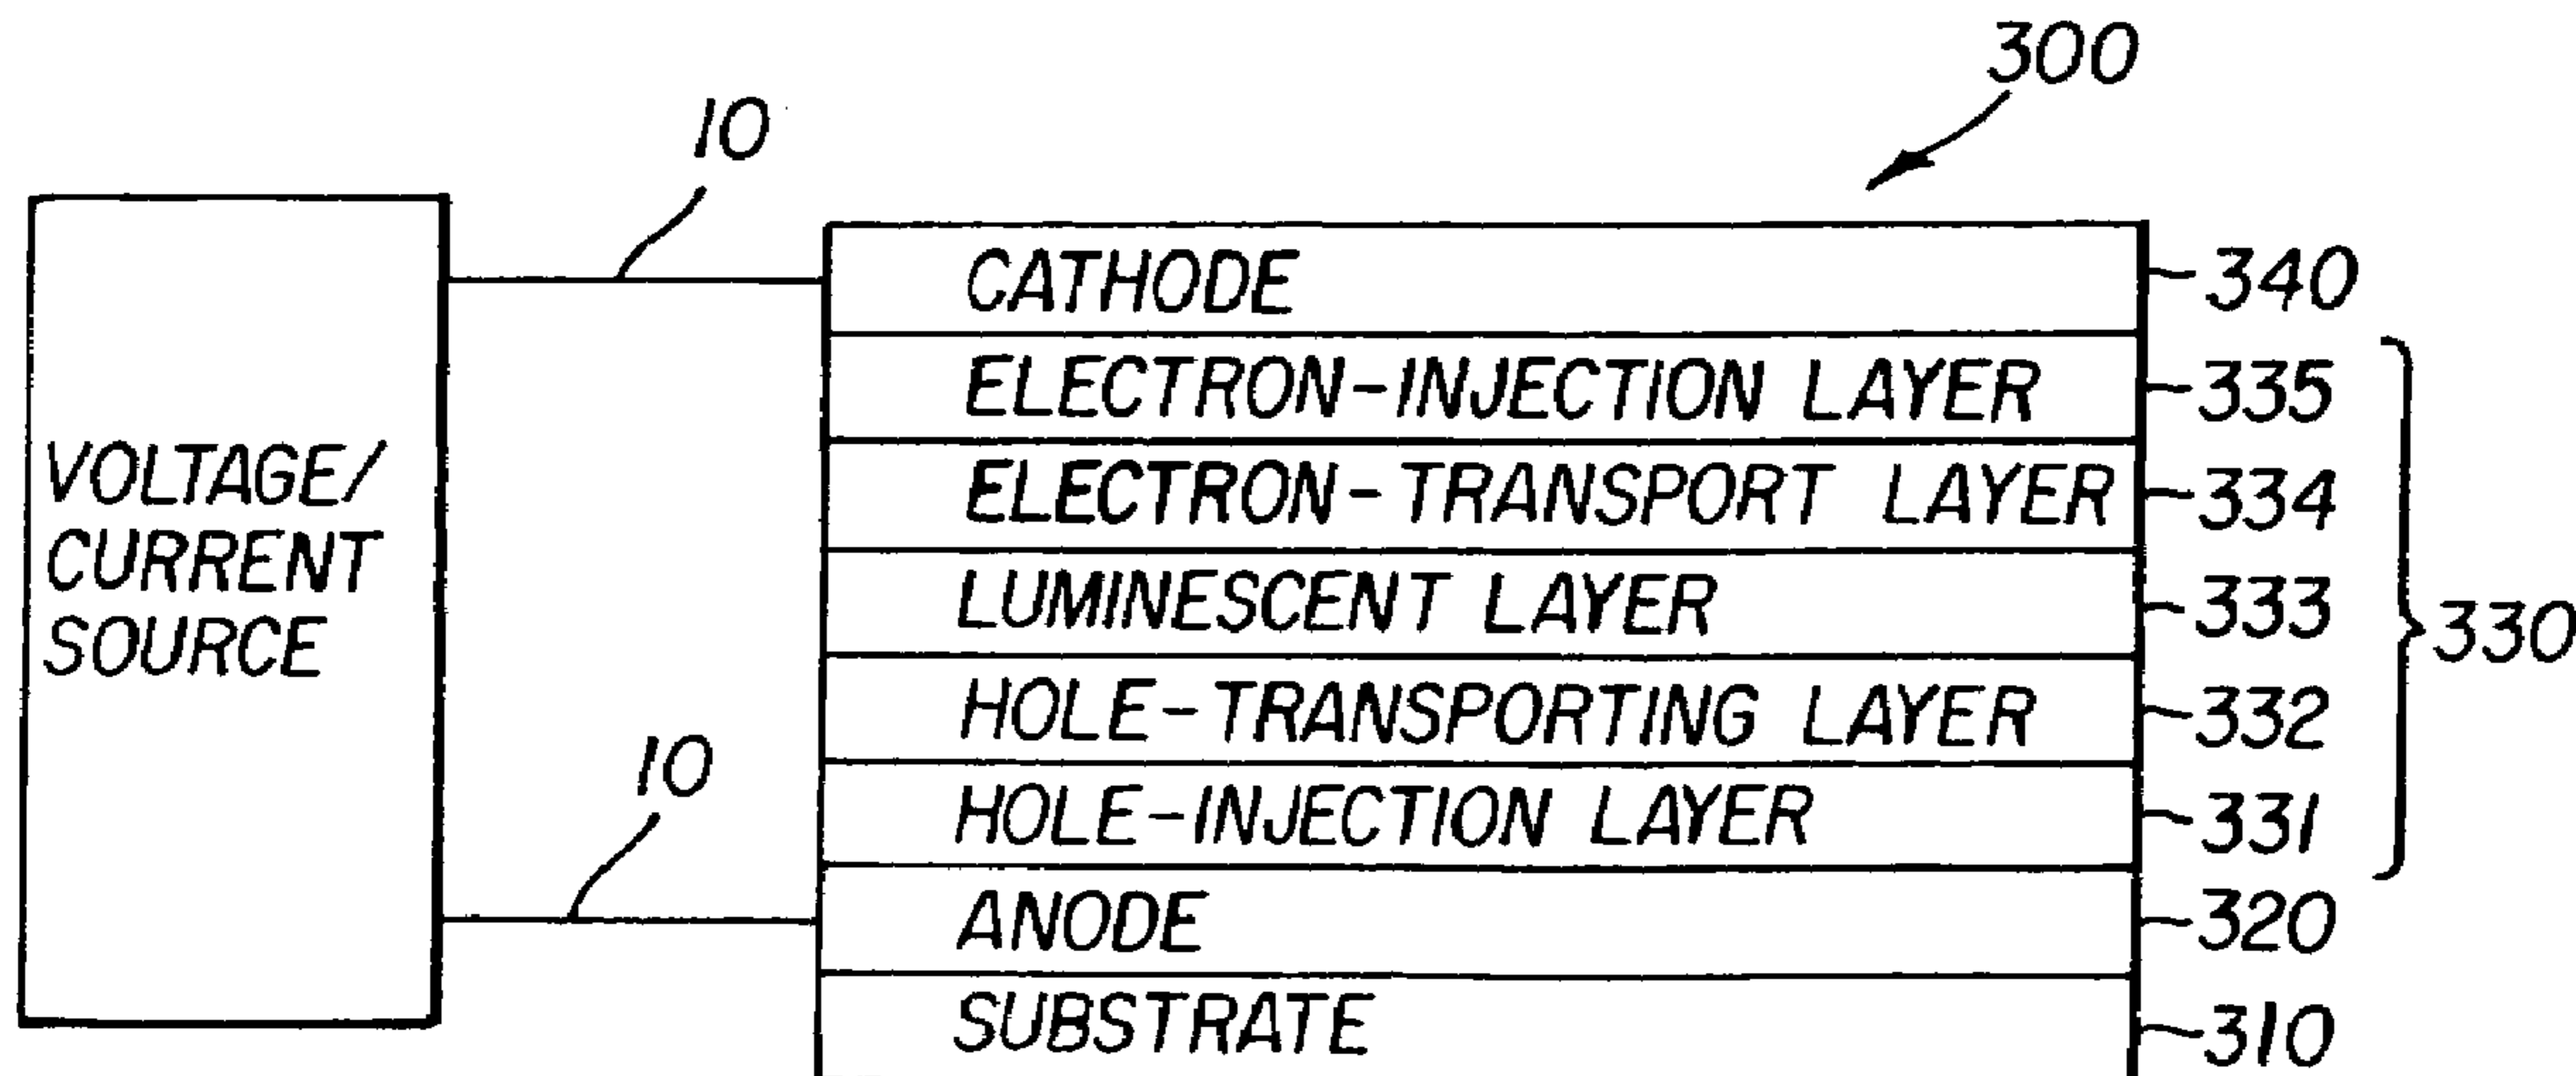 300
10
CATHODE 340
ELECTRON-INJECTION LAYER 335
ELECTRON-TRANSPORT LAYER 334
VOLTAGE/
CURRENT
SOURCE
LUMINESCENT LAYER 333
330
HOLE-TRANSPORTING LAYER 332
10
HOLE-INJECTION LAYER 331
ANODE 320
SUBSTRATE 310